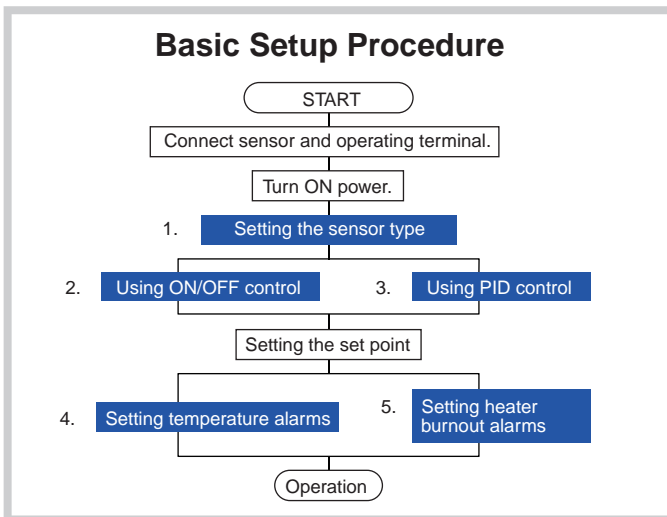 Basic Setup Procedure
START
Connect sensor and operating terminal.
Turn ON power.
1. Setting the sensor type
2. Using ON/OFF control
3. Using PID control
Setting the set point
4. Setting temperature alarms
5. Setting heater
burnout alarms
Operation